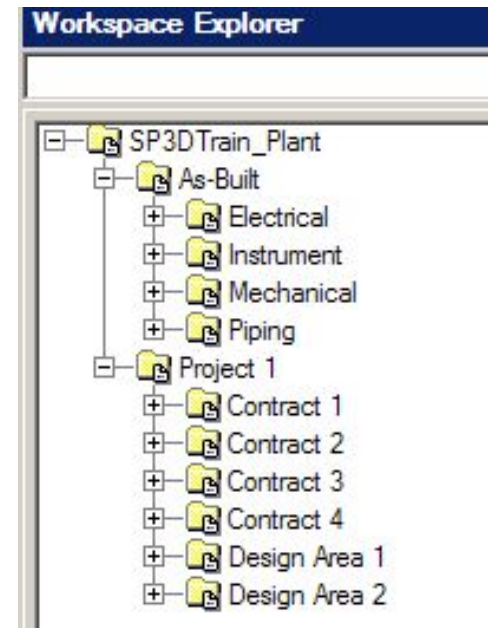 Workspace Explorer
SP3DTrain_Plant
As-Built
Electrical
Instrument
Mechanical
Piping
Project 1
Contract 1
Contract 2
Contract 3
Contract 4
Design Area 1
Design Area 2